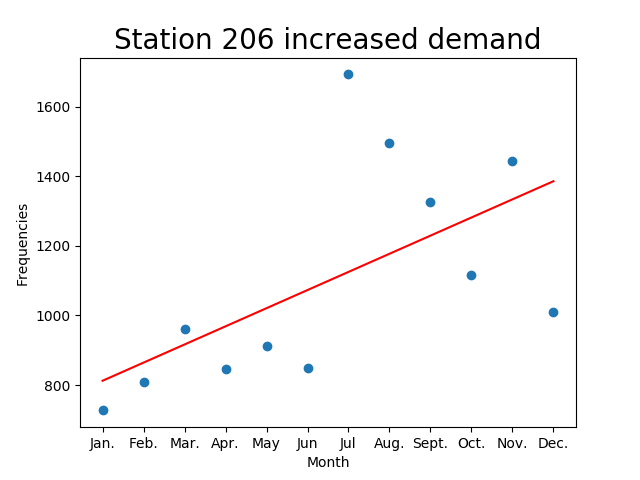 Station 206 increased demand
1600
1400
1200
1000
800
Frequencies
Jan. Feb. Mar. Apr. May Jun Jul Aug. Sept. Oct. Nov. Dec.
Month